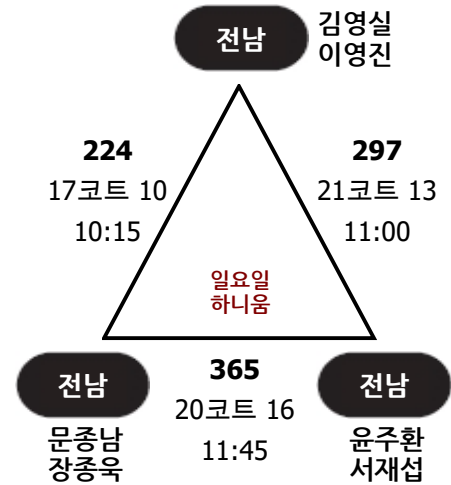 전남
김영실
이영진
224
17코트 10
10:15
297
21코트 13
11:00
일요일
하니움
전남
문종남
장종욱
365
20코트 16
11:45
전남
윤주환
서재섭